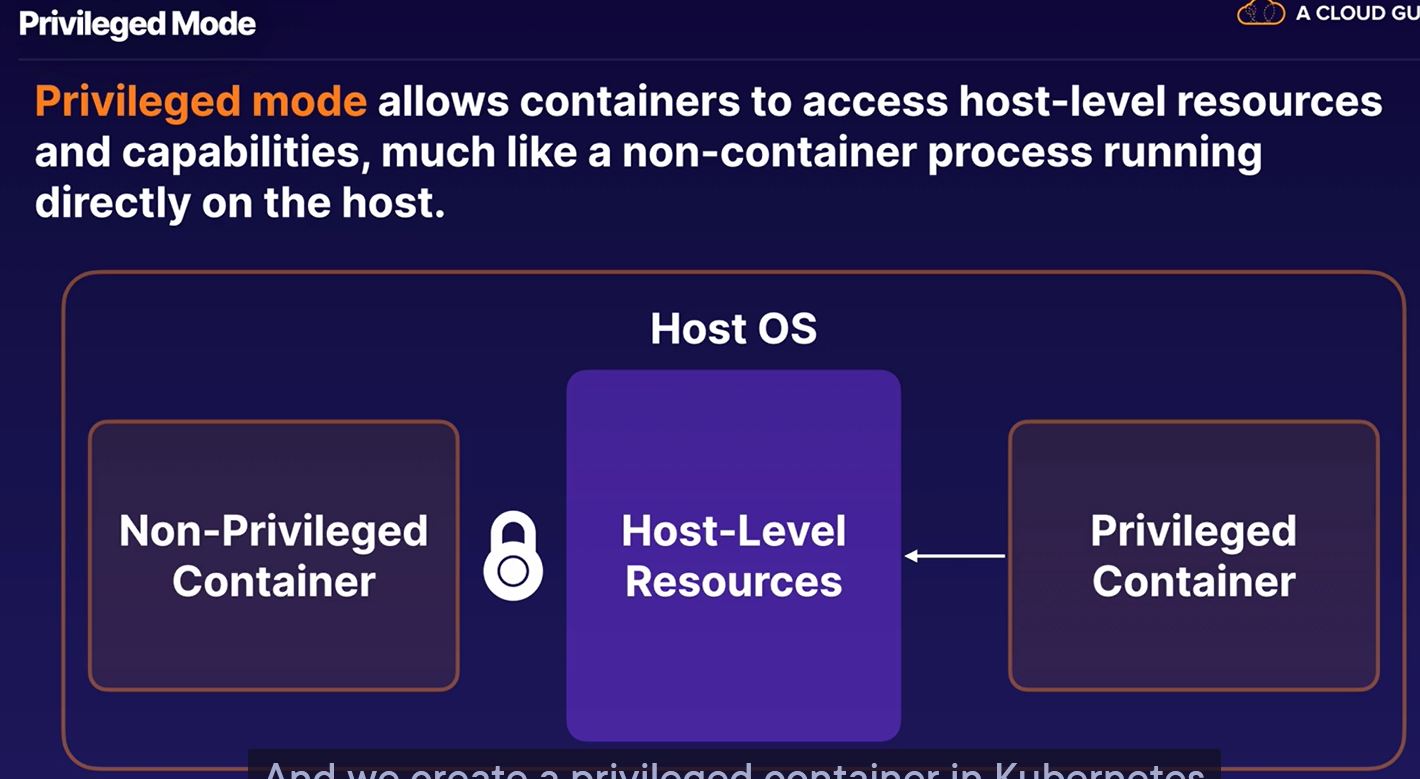 Privileged Mode
A CLOUD GU
Privileged mode allows containers to access host-level resources
and capabilities, much like a non-container process running
directly on the host.
Host OS
Non-Privileged
Container
Host-Level
Resources
Privileged
Container
And we create a privileged container in Kubernetes